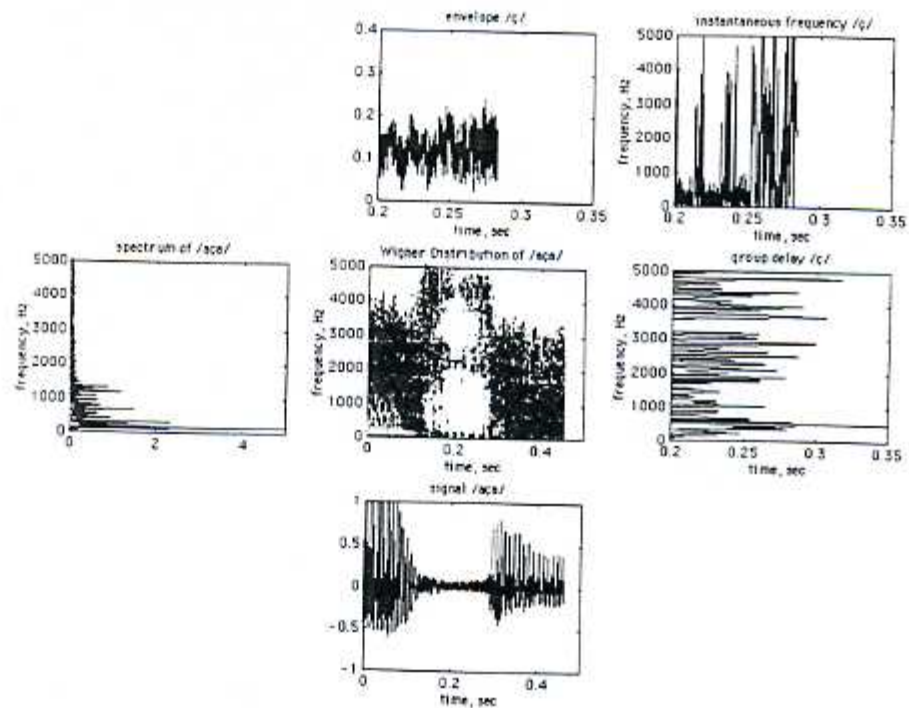 envelope /ç/
0.4
0.3
0.2
0.1
0
0.2 0.25 0.3 0.35
time, sec
instantaneous frequency /ç/
frequency, Hz
5000
4000
3000
2000
1000
0
0.2 0.25 0.3 0.35
time, sec
spectrum of /aça/
frequency, Hz
5000
4000
3000
2000
1000
0
0 2 4
Wigner Distribution of /aça/
frequency, Hz
5000
4000
3000
2000
1000
0
0 0.2 0.4
time, sec
group delay /ç/
frequency, Hz
5000
4000
3000
2000
1000
0
0.2 0.25 0.3 0.35
time, sec
signal /aça/
1
0.5
0
-0.5
-1
0 0.2 0.4
time, sec